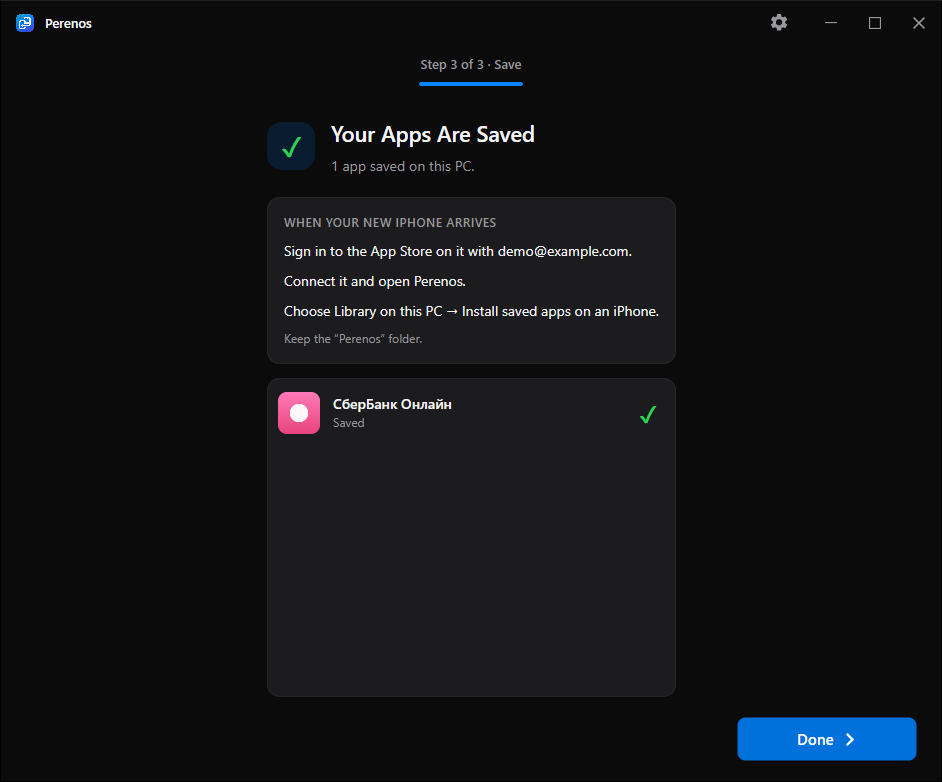 Perenos
Step 3 of 3 · Save
Your Apps Are Saved
1 app saved on this PC.
WHEN YOUR NEW IPHONE ARRIVES
Sign in to the App Store on it with demo@example.com.
Connect it and open Perenos.
Choose Library on this PC → Install saved apps on an iPhone.
Keep the “Perenos” folder.
СберБанк Онлайн
Saved
Done